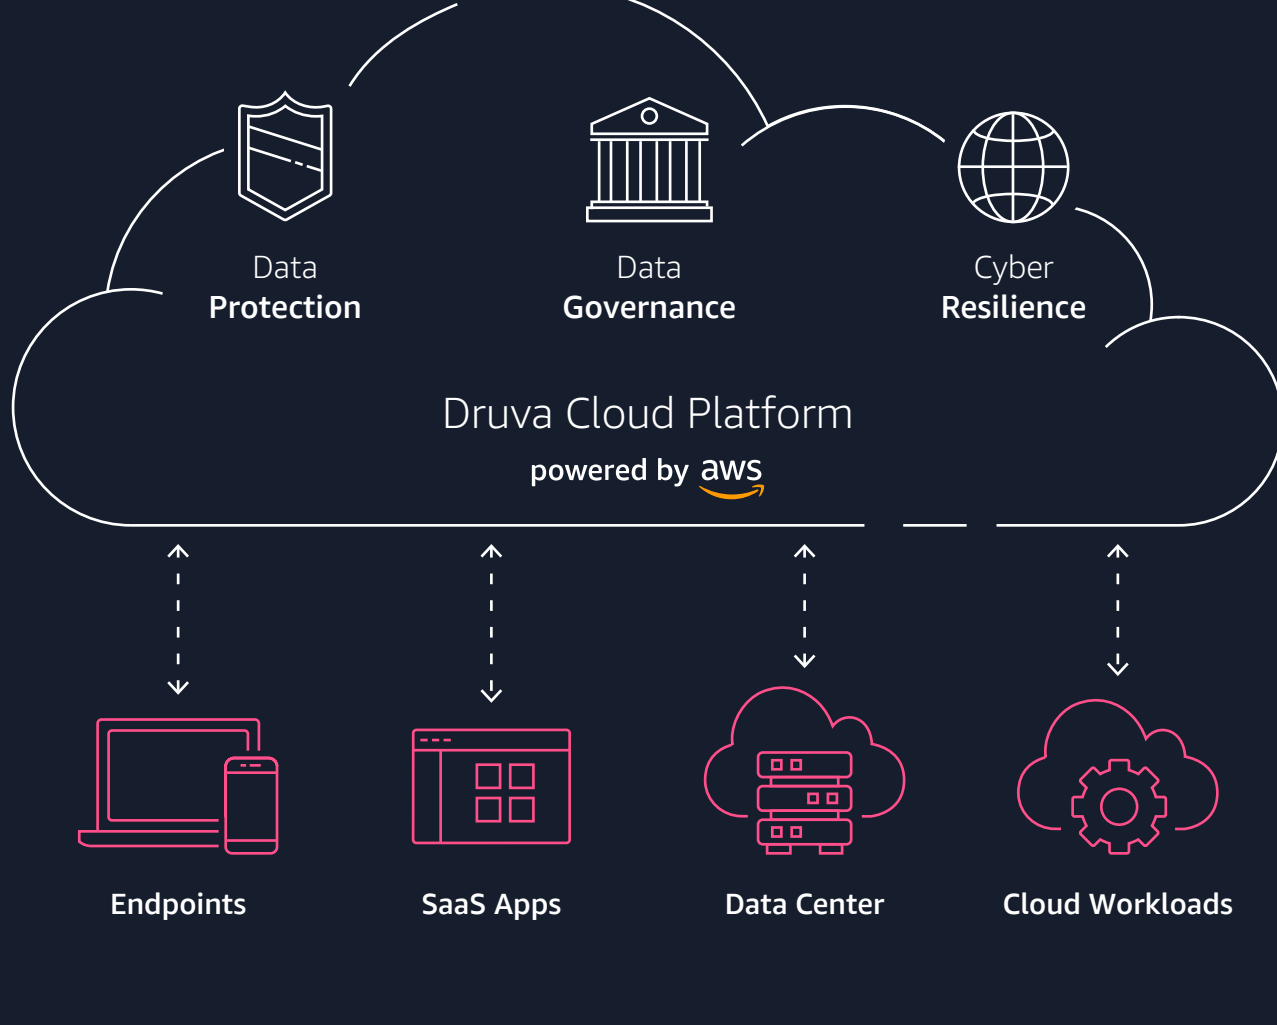 Data
Protection
Data
Governance
Cyber
Resilience
Druva Cloud Platform
powered by aws
Endpoints
SaaS Apps
Data Center
Cloud Workloads